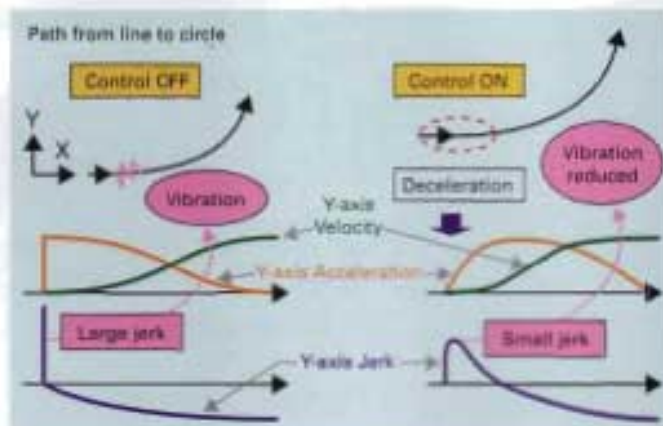 Path from line to circle
Control OFF
Control ON
Y
X
Vibration
Deceleration
Vibration
reduced
Y-axis
Velocity
Y-axis Acceleration
Large jerk
Small jerk
Y-axis Jerk